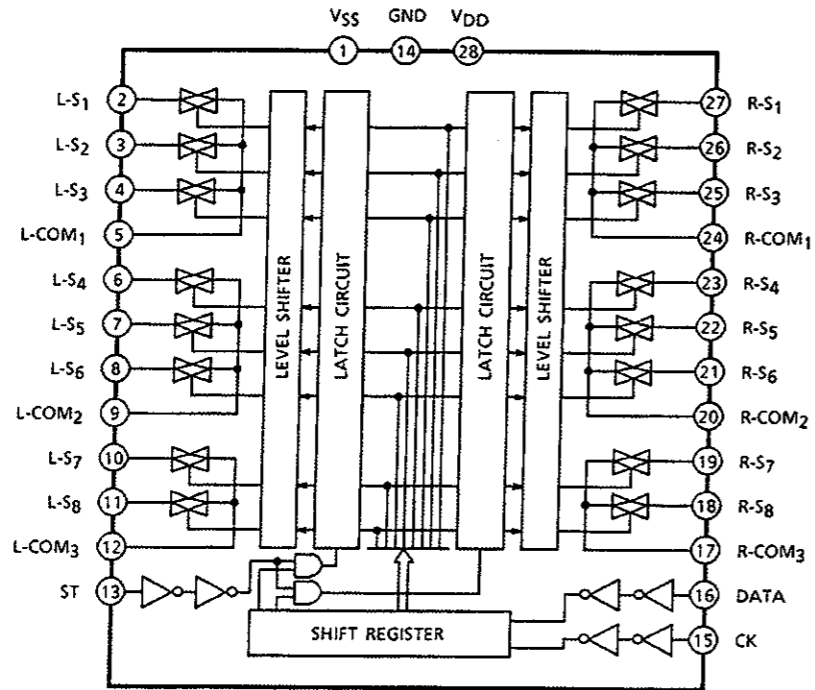 VSS GND VDD
1 14 28
L-S1 2 27 R-S1
L-S2 3 26 R-S2
L-S3 4 25 R-S3
L-COM1 5 24 R-COM1
L-S4 6 23 R-S4
L-S5 7 22 R-S5
L-S6 8 21 R-S6
L-COM2 9 20 R-COM2
L-S7 10 19 R-S7
L-S8 11 18 R-S8
L-COM3 12 17 R-COM3
ST 13 16 DATA
15 CK
LEVEL SHIFTER
LATCH CIRCUIT
LATCH CIRCUIT
LEVEL SHIFTER
SHIFT REGISTER